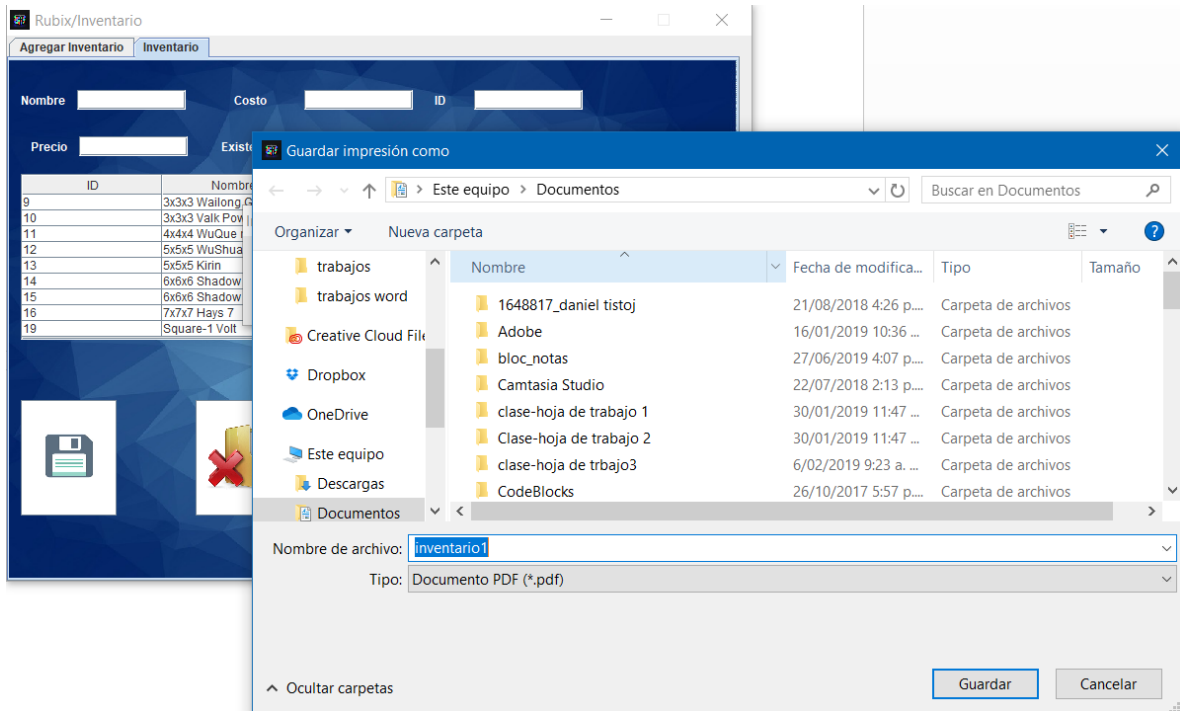 Rubix/Inventario
Agregar Inventario Inventario
Nombre Costo ID
Precio
Guardar impresión como
Este equipo > Documentos Buscar en Documentos
Organizar Nueva carpeta
ID Nombre
9 3x3x3 Wailong,G
10 3x3x3 Valk Pow
11 4x4x4 WuQue
12 5x5x5 WuShua
13 5x5x5 Kirin
14 6x6x6 Shadow
15 6x6x6 Shadow
16 7x7x7 Hays 7
19 Square-1 Volt
trabajos
trabajos word
Creative Cloud File
Dropbox
OneDrive
Este equipo
Descargas
Documentos
Nombre Fecha de modifica... Tipo Tamaño
1648817_daniel tistoj 21/08/2018 4:26 p.... Carpeta de archivos
Adobe 16/01/2019 10:36 ... Carpeta de archivos
bloc_notas 27/06/2019 4:07 p.... Carpeta de archivos
Camtasia Studio 22/07/2018 2:13 p.... Carpeta de archivos
clase-hoja de trabajo 1 30/01/2019 11:47 ... Carpeta de archivos
Clase-hoja de trabajo 2 30/01/2019 11:47 ... Carpeta de archivos
clase-hoja de trbajo3 6/02/2019 9:23 a. ... Carpeta de archivos
CodeBlocks 26/10/2017 5:57 p.... Carpeta de archivos
Nombre de archivo: inventario1
Tipo: Documento PDF (*.pdf)
Ocultar carpetas Guardar Cancelar